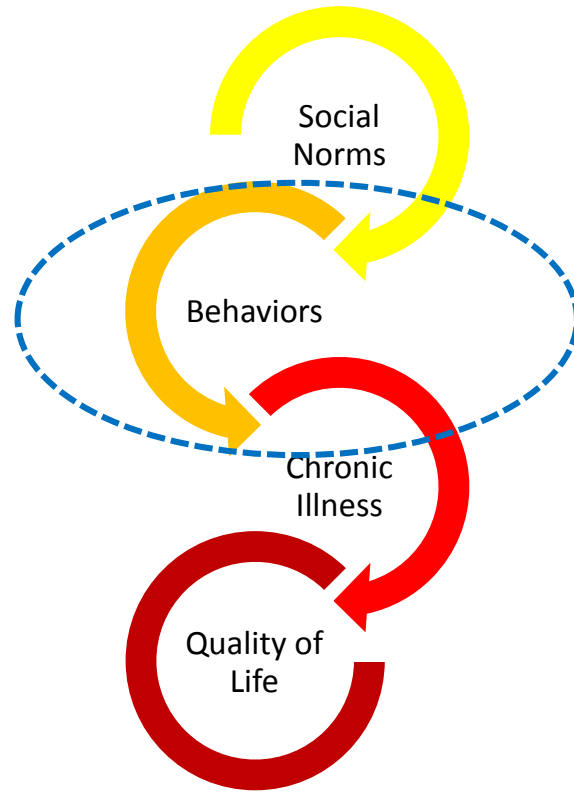 Social
Norms
Behaviors
Chronic
Illness
Quality of
Life